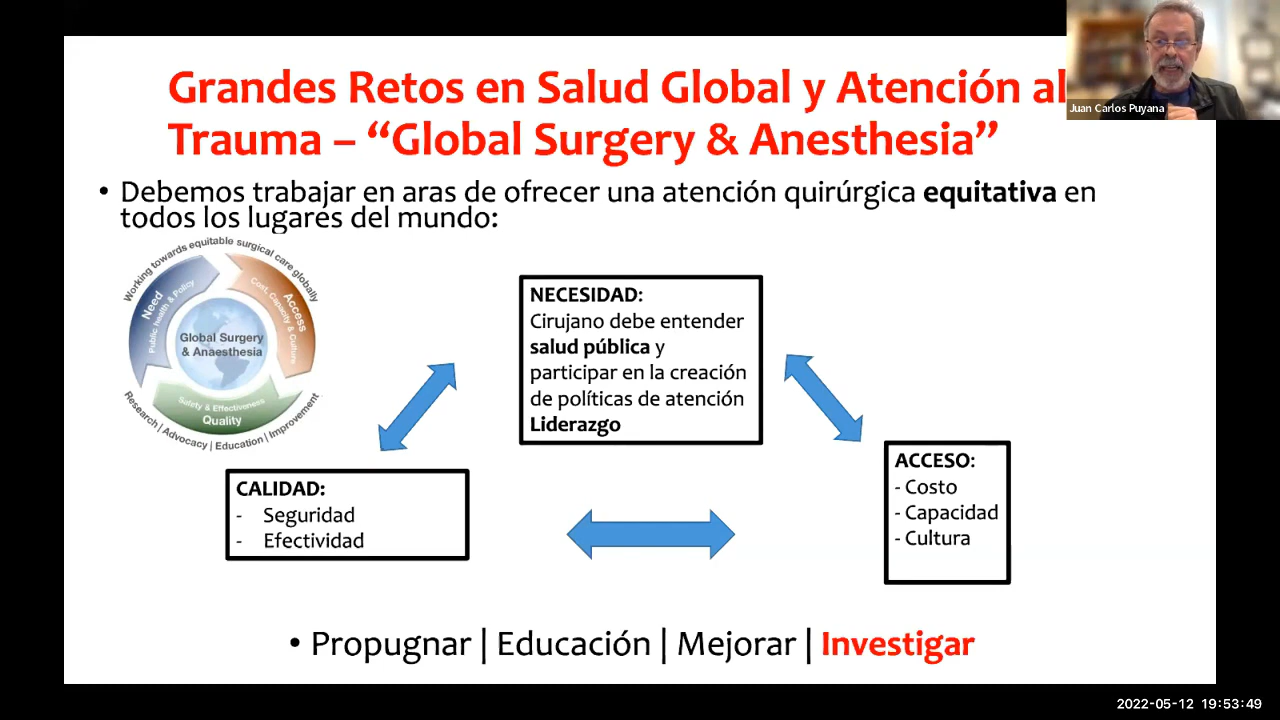 Grandes Retos en Salud Global y Atención al
Trauma – “Global Surgery & Anesthesia”
Juan Carlos Puyana
• Debemos trabajar en aras de ofrecer una atención quirúrgica equitativa en
todos los lugares del mundo:
Working towards equitable surgical care globally
Need
Public health & Policy
Access
Cost, Capacity & Culture
Global Surgery
& Anaesthesia
Safety & Effectiveness
Quality
Research | Advocacy | Education | Improvement
NECESIDAD:
Cirujano debe entender
salud pública y
participar en la creación
de políticas de atención
Liderazgo
CALIDAD:
- Seguridad
- Efectividad
ACCESO:
- Costo
- Capacidad
- Cultura
• Propugnar | Educación | Mejorar | Investigar
2022-05-12 19:53:49